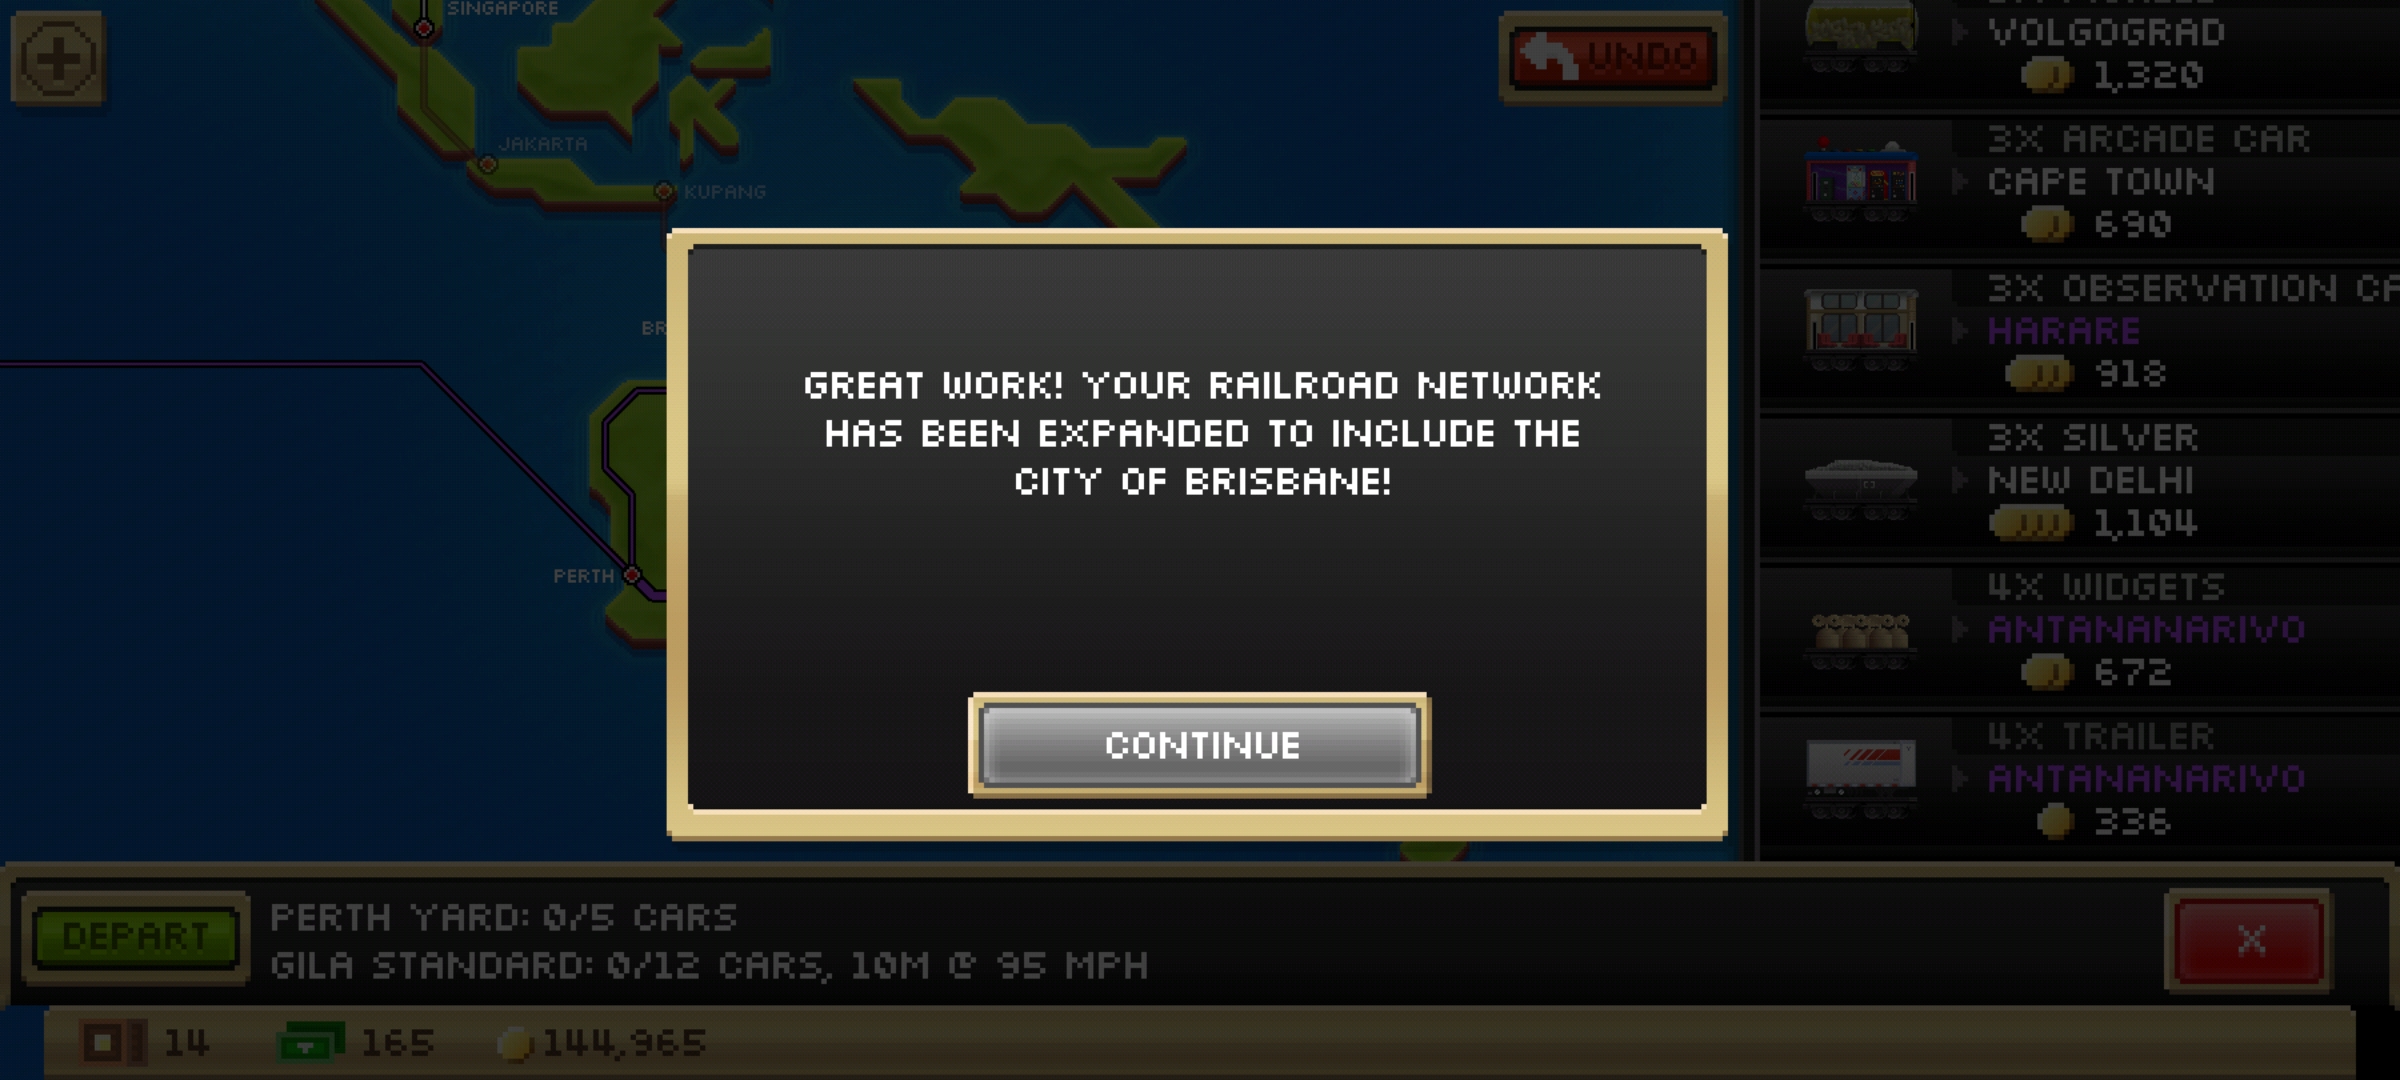 SINGAPORE
JAKARTA
KUPANG
BR
PERTH
UNDO
GREAT WORK! YOUR RAILROAD NETWORK
HAS BEEN EXPANDED TO INCLUDE THE
CITY OF BRISBANE!
CONTINUE
VOLGOGRAD
1,320
3X ARCADE CAR
CAPE TOWN
690
3X OBSERVATION CA
HARARE
918
3X SILVER
NEW DELHI
1,104
4X WIDGETS
ANTANANARIVO
672
4X TRAILER
ANTANANARIVO
336
DEPART
PERTH YARD: 0/5 CARS
GILA STANDARD: 0/12 CARS, 10M @ 95 MPH
X
14 165 144,965